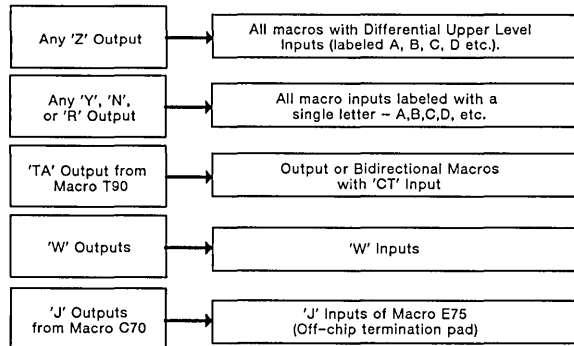 Any 'Z' Output
All macros with Differential Upper Level
Inputs (labeled A, B, C, D etc.).
Any 'Y', 'N',
or 'R' Output
All macro inputs labeled with a
single letter – A,B,C,D, etc.
'TA' Output from
Macro T90
Output or Bidirectional Macros
with 'CT' Input
'W' Outputs
'W' Inputs
'J' Outputs
from Macro C70
'J' Inputs of Macro E75
(Off-chip termination pad)